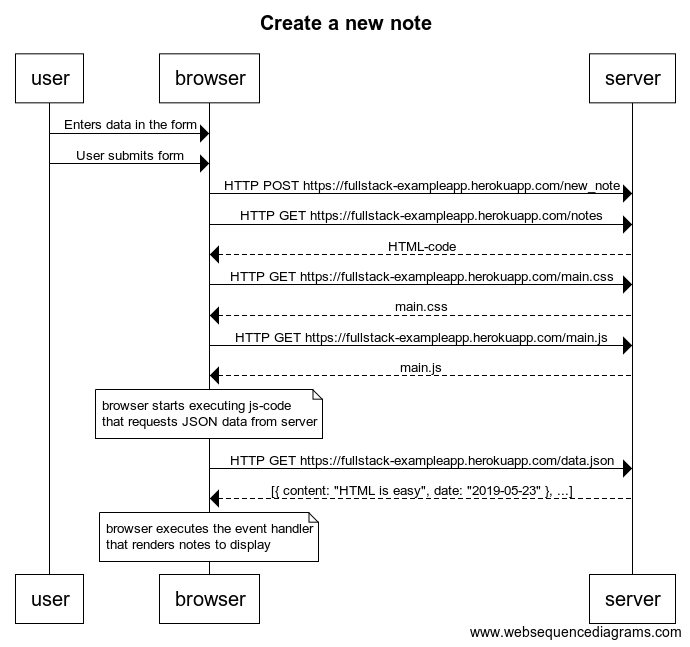 Create a new note
user
browser
server
Enters data in the form
User submits form
HTTP POST https://fullstack-exampleapp.herokuapp.com/new_note
HTTP GET https://fullstack-exampleapp.herokuapp.com/notes
HTML-code
HTTP GET https://fullstack-exampleapp.herokuapp.com/main.css
main.css
HTTP GET https://fullstack-exampleapp.herokuapp.com/main.js
main.js
browser starts executing js-code
that requests JSON data from server
HTTP GET https://fullstack-exampleapp.herokuapp.com/data.json
[{ content: "HTML is easy", date: "2019-05-23" }, ...]
browser executes the event handler
that renders notes to display
user
browser
server
www.websequencediagrams.com